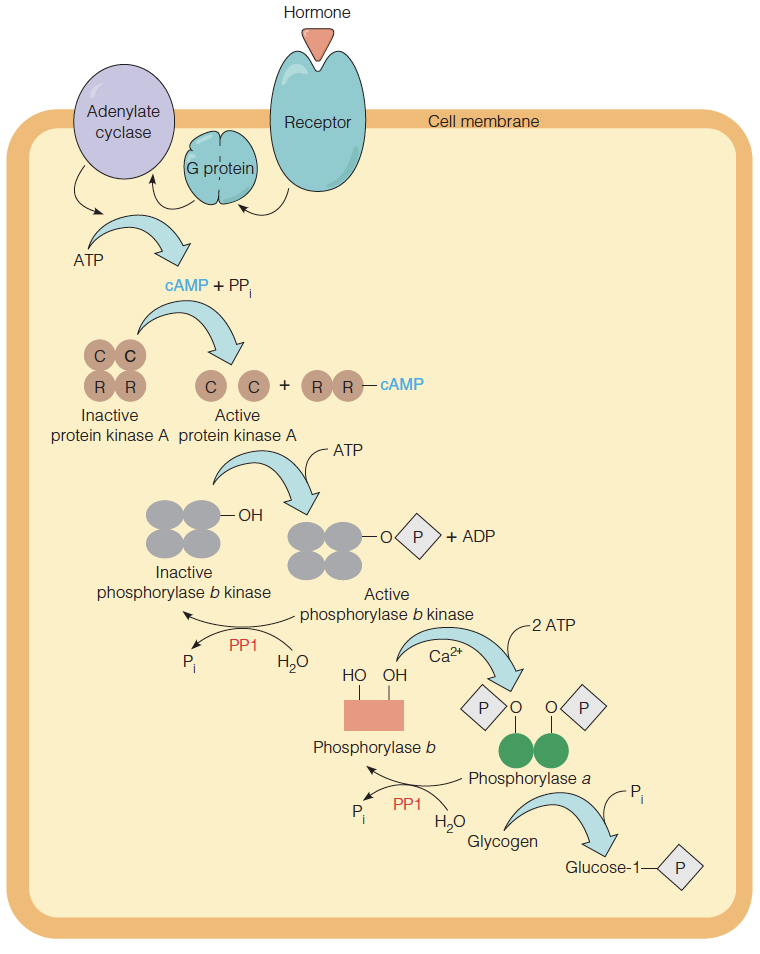 Hormone
Adenylate
cyclase
G protein
Receptor
Cell membrane
ATP
cAMP + PPi
C C
R R
C C + R R cAMP
Inactive
protein kinase A
Active
protein kinase A
ATP
OH
O P + ADP
Inactive
phosphorylase b kinase
Active
phosphorylase b kinase
PP1
Pi
H2O
Ca2+
2 ATP
HO OH
P O O P
Phosphorylase b
Phosphorylase a
PP1
Pi
H2O
Pi
Glycogen
Glucose-1 P